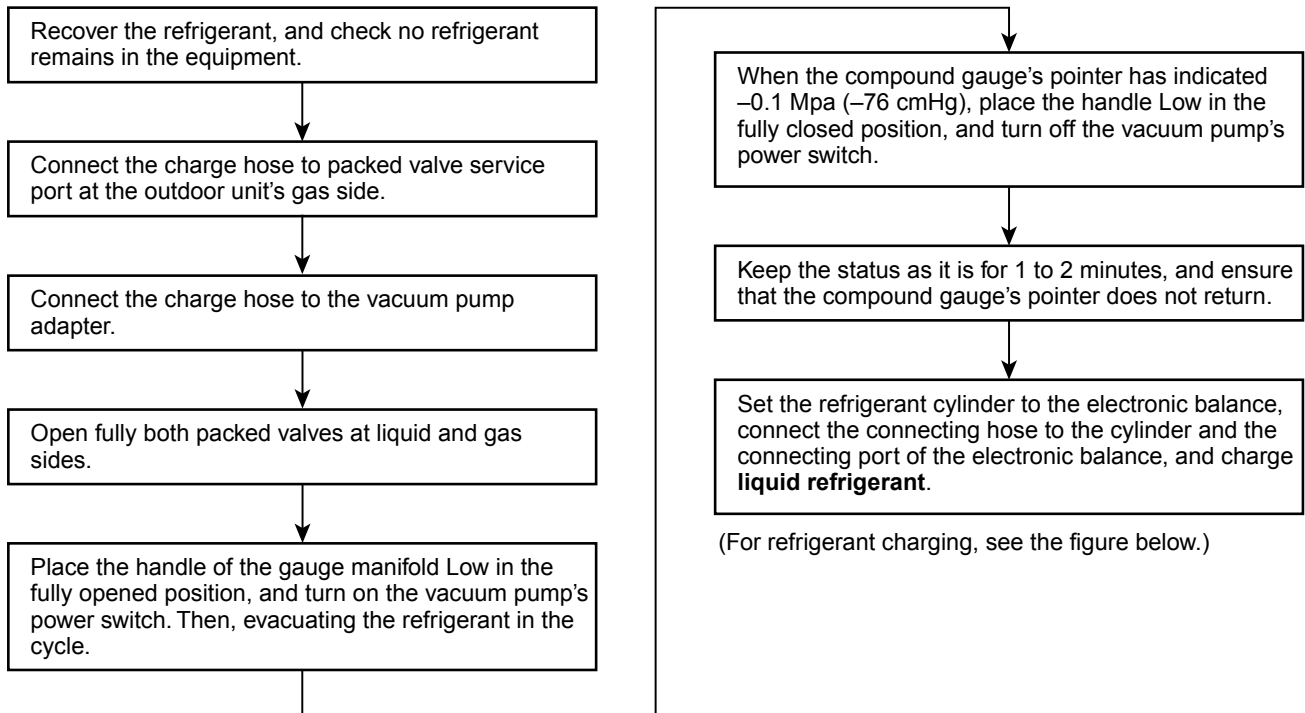 Recover the refrigerant, and check no refrigerant
remains in the equipment.
Connect the charge hose to packed valve service
port at the outdoor unit's gas side.
Connect the charge hose to the vacuum pump
adapter.
Open fully both packed valves at liquid and gas
sides.
Place the handle of the gauge manifold Low in the
fully opened position, and turn on the vacuum pump's
power switch. Then, evacuating the refrigerant in the
cycle.
When the compound gauge's pointer has indicated
–0.1 Mpa (–76 cmHg), place the handle Low in the
fully closed position, and turn off the vacuum pump's
power switch.
Keep the status as it is for 1 to 2 minutes, and ensure
that the compound gauge's pointer does not return.
Set the refrigerant cylinder to the electronic balance,
connect the connecting hose to the cylinder and the
connecting port of the electronic balance, and charge
liquid refrigerant.
(For refrigerant charging, see the figure below.)